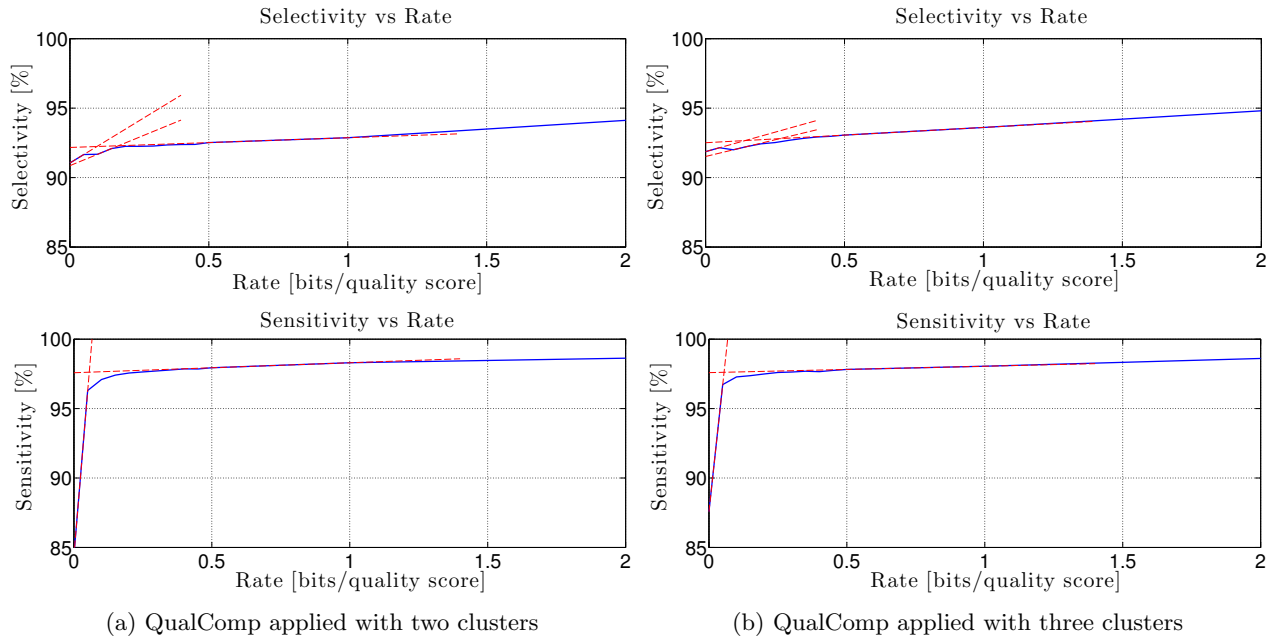 Selectivity vs Rate
Selectivity [%]
100
95
90
85
0 0.5 1 1.5 2
Rate [bits/quality score]
Selectivity vs Rate
Selectivity [%]
100
95
90
85
0 0.5 1 1.5 2
Rate [bits/quality score]
Sensitivity vs Rate
Sensitivity [%]
100
95
90
85
0 0.5 1 1.5 2
Rate [bits/quality score]
Sensitivity vs Rate
Sensitivity [%]
100
95
90
85
0 0.5 1 1.5 2
Rate [bits/quality score]
(a) QualComp applied with two clusters
(b) QualComp applied with three clusters